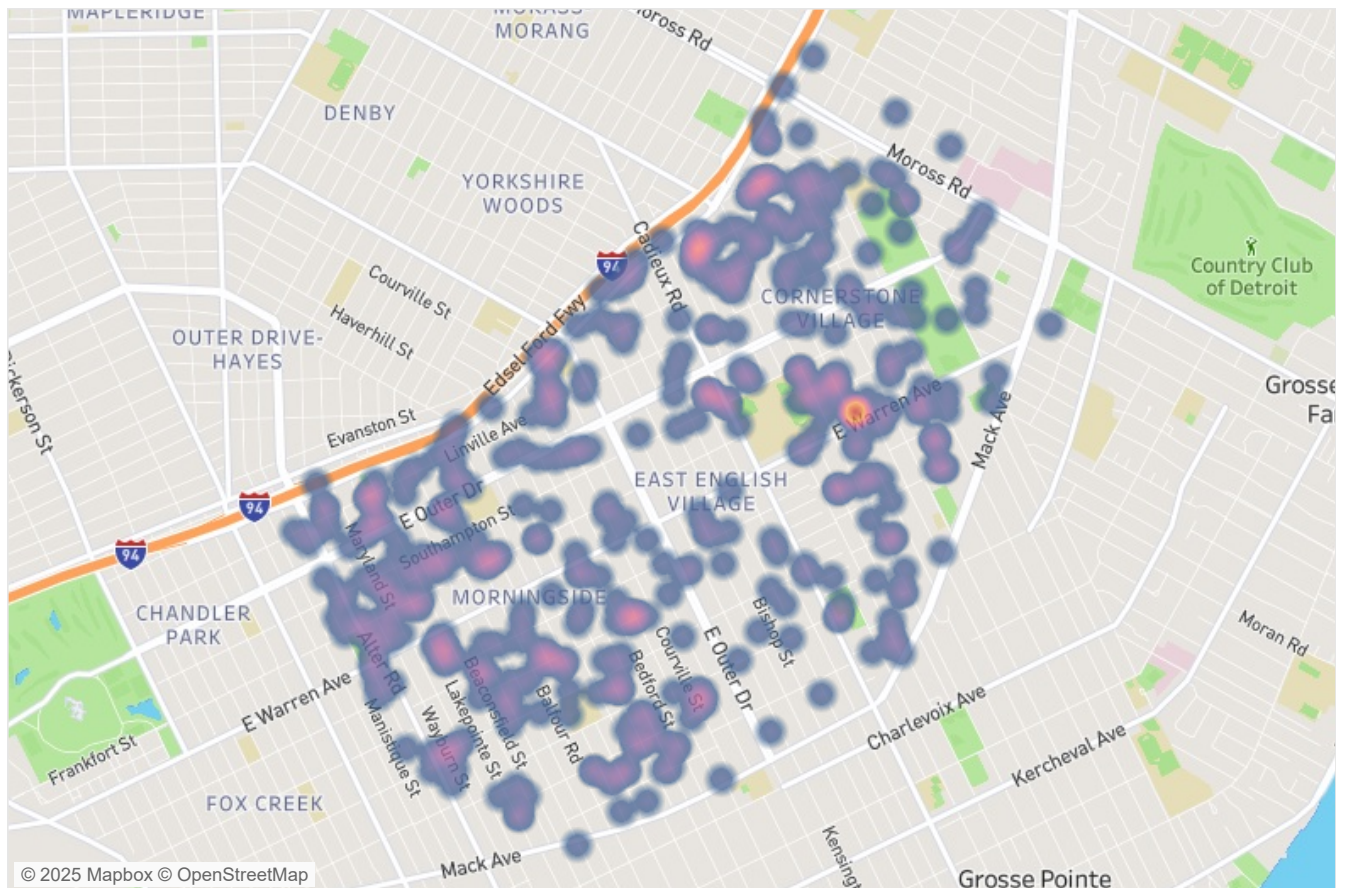 MAPLERIDGE
MORASS
MORANG
Moross Rd
DENBY
YORKSHIRE
WOODS
Moross Rd
Cadieux Rd
94
Country Club
of Detroit
Courville St
CORNERSTONE
VILLAGE
Haverhill St
OUTER DRIVE-
HAYES
Edsel Ford Fwy
Grosse
E Warren Ave
Evanston St
Linville Ave
Mack Ave
EAST ENGLISH
VILLAGE
E Outer Dr
94
Southampton St
94
Maryland St
MORNINGSIDE
CHANDLER
PARK
Bishop St
Moran Rd
Alter Rd
Courville St
E Outer Dr
Bedford St
E Warren Ave
Beaconsfield St
Lakepointe St
Balfour Rd
Manistique St
Wayburn St
Charlevoix Ave
Frankfort St
Kercheval Ave
FOX CREEK
Mack Ave
© 2025 Mapbox © OpenStreetMap
Grosse Pointe